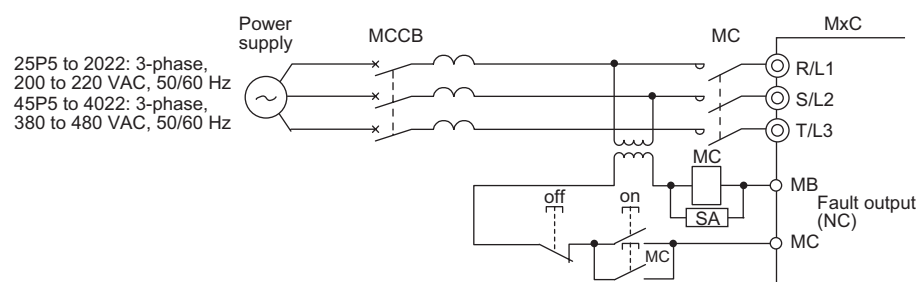 Power
supply
MCCB
MC
MxC
25P5 to 2022: 3-phase,
200 to 220 VAC, 50/60 Hz
45P5 to 4022: 3-phase,
380 to 480 VAC, 50/60 Hz
R/L1
S/L2
T/L3
MC
SA
MB
Fault output
(NC)
off
on
MC
MC